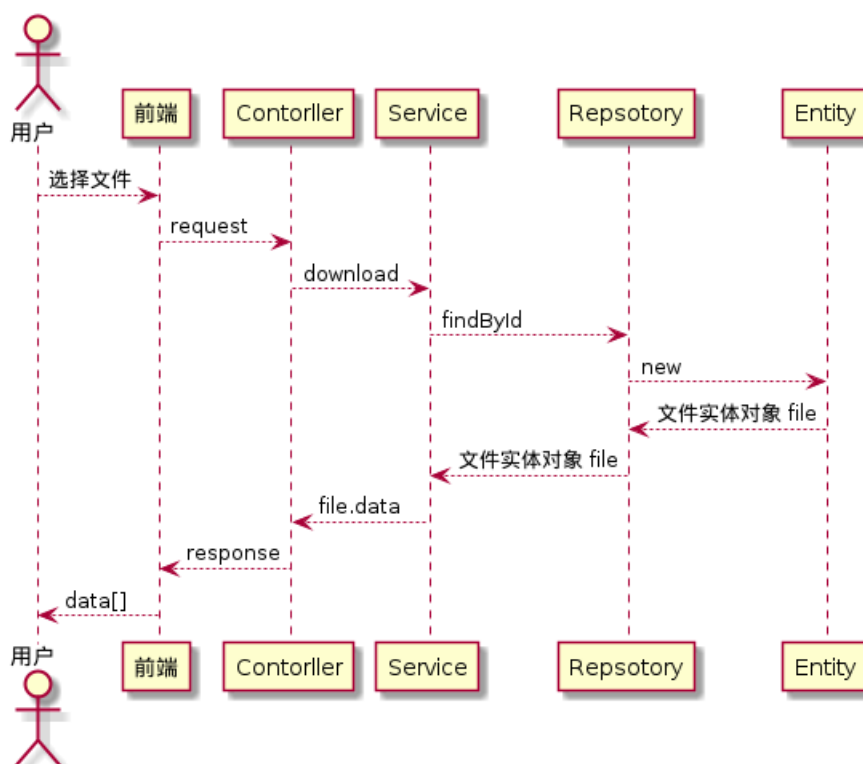 用户
前端
Contorller
Service
Repsotory
Entity
选择文件
request
download
findById
new
文件实体对象 file
文件实体对象 file
file.data
response
data[]
用户
前端
Contorller
Service
Repsotory
Entity